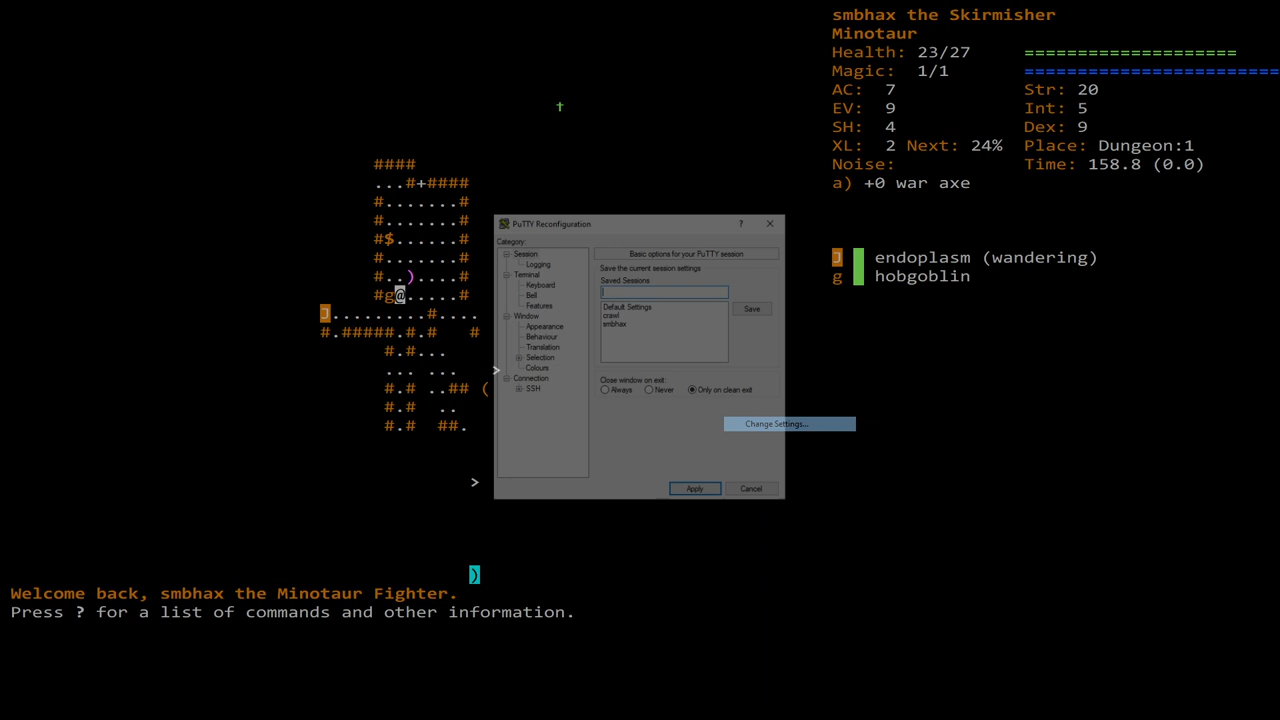 smbhax the Skirmisher
Minotaur
Health: 23/27 ====================
Magic: 1/1 ========================
AC: 7 Str: 20
EV: 9 Int: 5
SH: 4 Dex: 9
XL: 2 Next: 24% Place: Dungeon:1
Noise: Time: 158.8 (0.0)
a) +0 war axe
J endoplasm (wandering)
g hobgoblin
†
####
...#+####
#.......#
#.......#
#$......#
#.......#
#..)....#
#g@.....#
J.........#....
#.#####.#.# #
#.#...
>
... ...
#.# ..## (
#.# ..
#.# ##.
>
)
PuTTY Reconfiguration ? ×
Category:
Session
Logging
Terminal
Keyboard
Bell
Features
Window
Appearance
Behaviour
Translation
Selection
Colours
Connection
SSH
Basic options for your PuTTY session
Save the current session settings
Saved Sessions
Default Settings
crawl
smbhax
Save
Close window on exit:
Always Never Only on clean exit
Change Settings...
Apply Cancel
Welcome back, smbhax the Minotaur Fighter.
Press ? for a list of commands and other information.